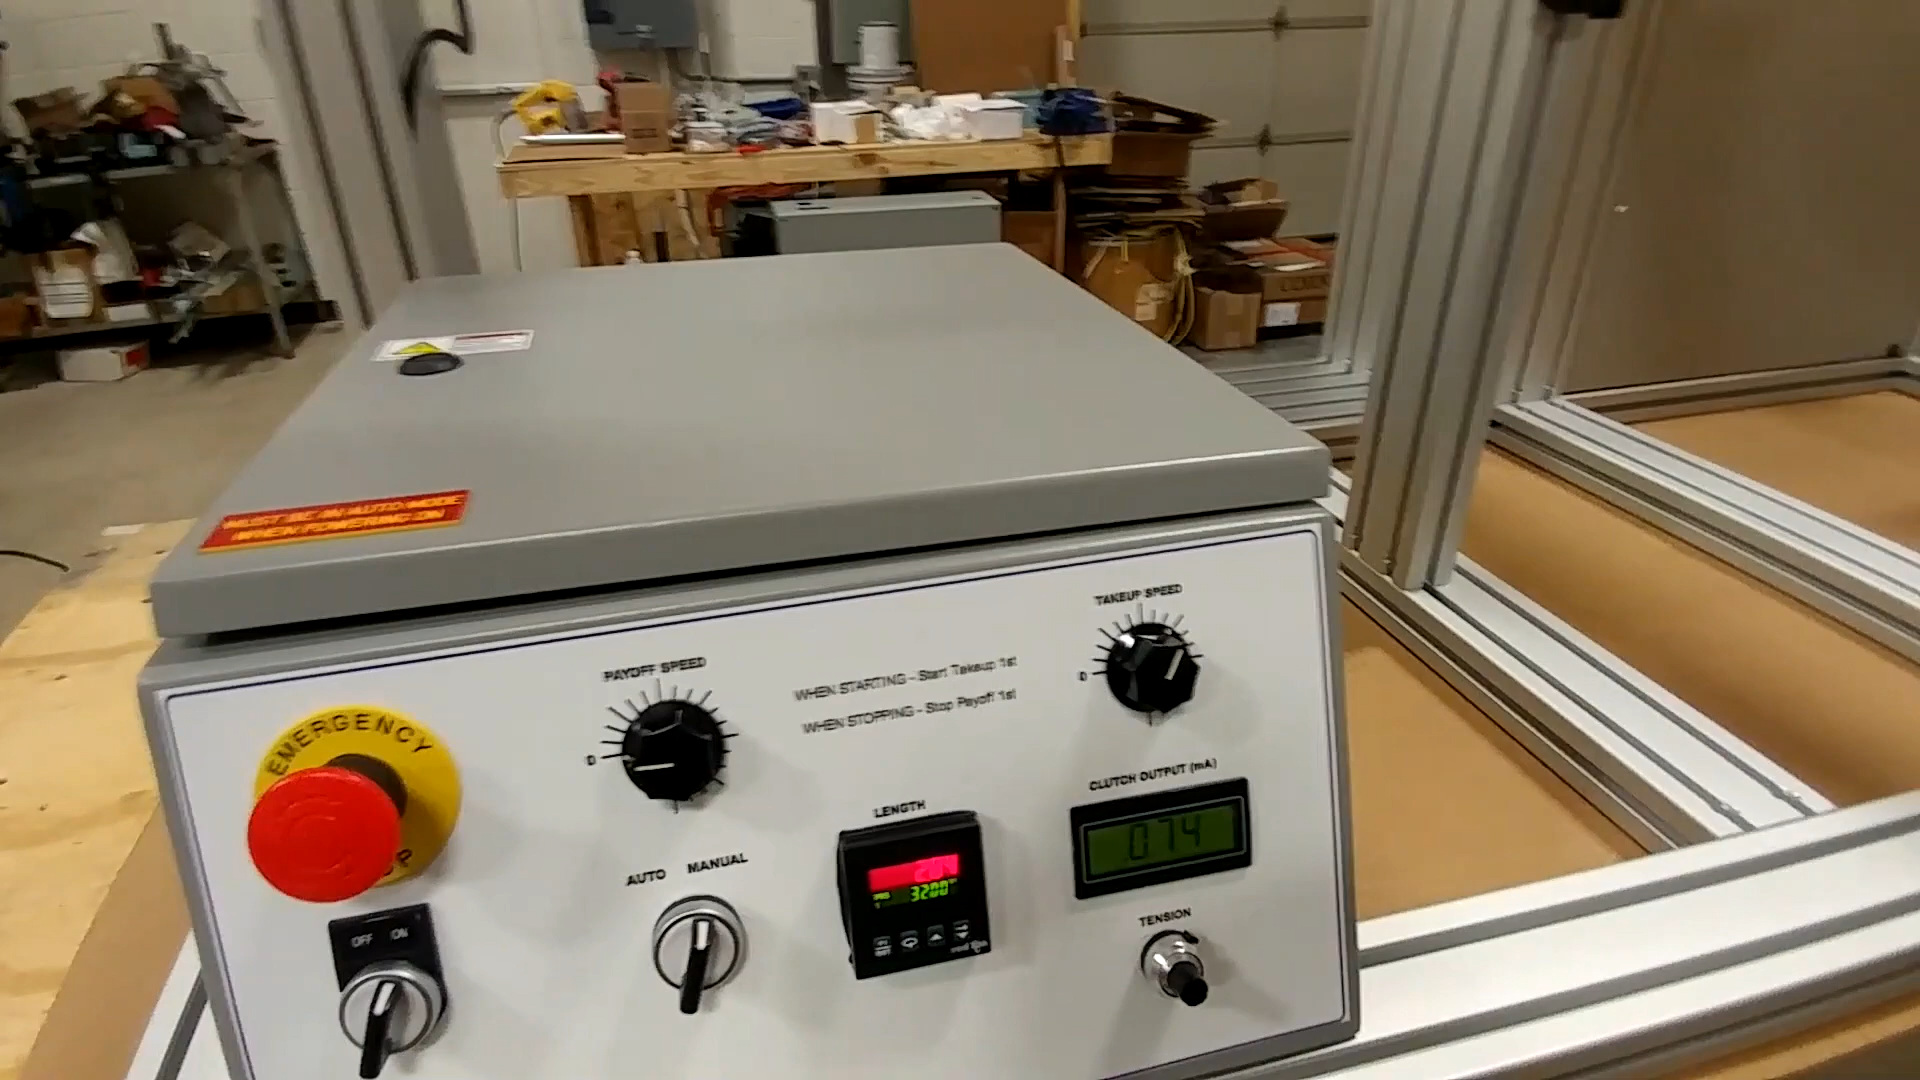 MUST BE IN AUTO MODE
WHEN POWERING ON
TAKEUP SPEED
0
PAYOFF SPEED
0
WHEN STARTING - Start Takeup 1st
WHEN STOPPING - Stop Payoff 1st
EMERGENCY
CLUTCH OUTPUT (mA)
.074
LENGTH
3200
AUTO MANUAL
OFF ON
TENSION